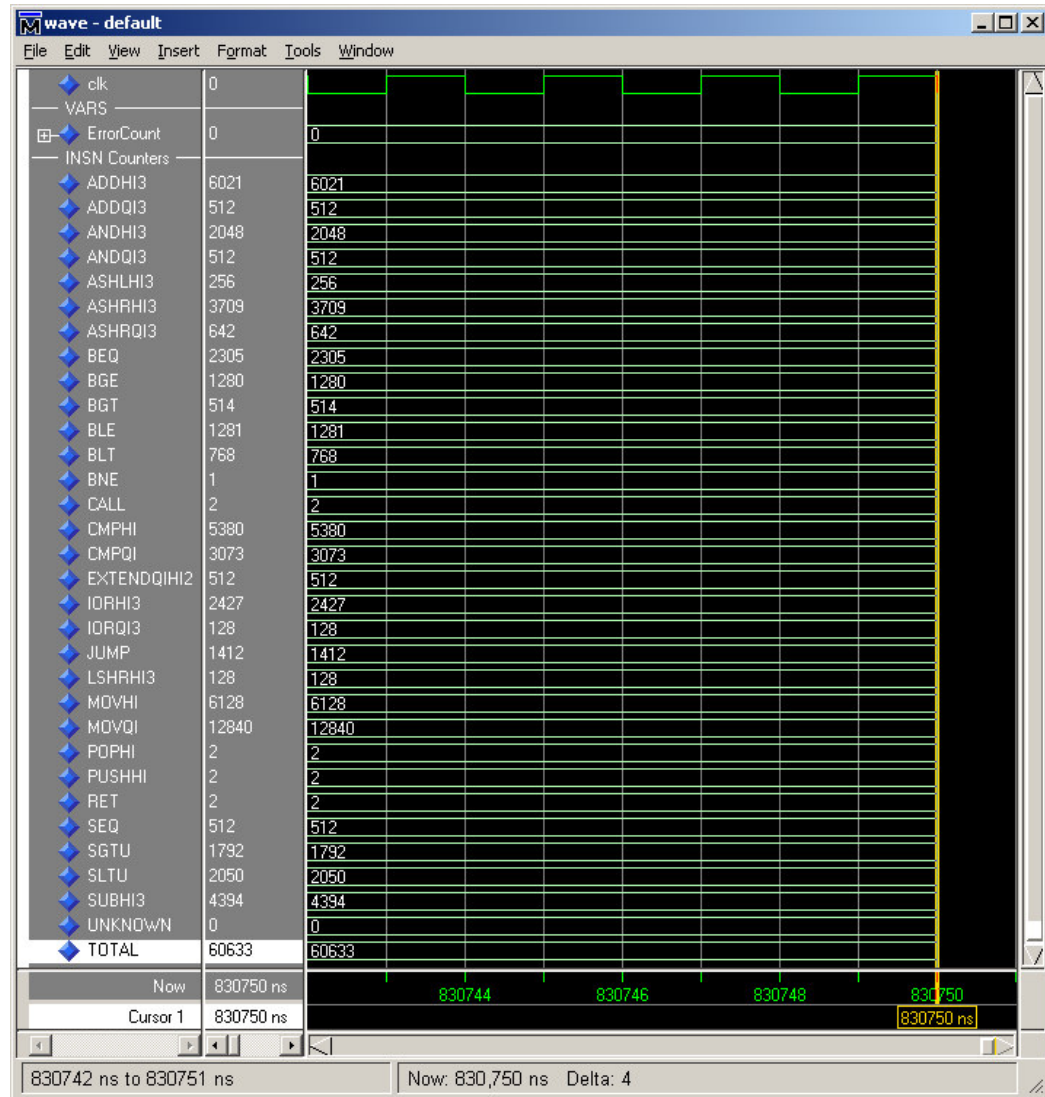 wave - default
File Edit View Insert Format Tools Window
clk 0
VARS
ErrorCount 0 0
INSN Counters
ADDHI3 6021 6021
ADDQI3 512 512
ANDHI3 2048 2048
ANDQI3 512 512
ASHLHI3 256 256
ASHRHI3 3709 3709
ASHRQI3 642 642
BEQ 2305 2305
BGE 1280 1280
BGT 514 514
BLE 1281 1281
BLT 768 768
BNE 1 1
CALL 2 2
CMPHI 5380 5380
CMPQI 3073 3073
EXTENDQIHI2 512 512
IORHI3 2427 2427
IORQI3 128 128
JUMP 1412 1412
LSHRHI3 128 128
MOVHI 6128 6128
MOVQI 12840 12840
POPHI 2 2
PUSHHI 2 2
RET 2 2
SEQ 512 512
SGTU 1792 1792
SLTU 2050 2050
SUBHI3 4394 4394
UNKNOWN 0 0
TOTAL 60633 60633
Now 830750 ns 830744 830746 830748 830750
Cursor 1 830750 ns 830750 ns
830742 ns to 830751 ns Now: 830,750 ns Delta: 4